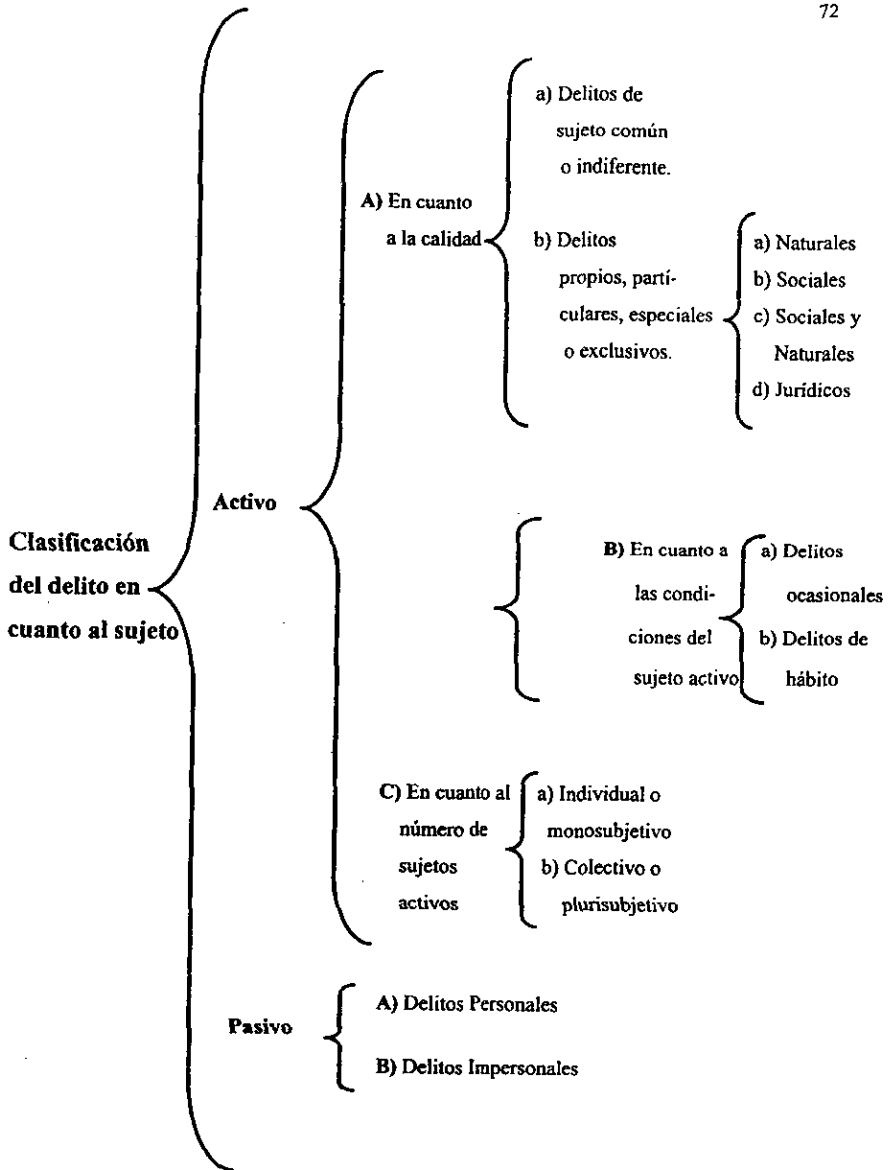 72
Clasificación
del delito en
cuanto al sujeto
Activo
A) En cuanto
a la calidad
a) Delitos de
sujeto común
o indiferente.
b) Delitos
propios, partí-
culares, especiales
o exclusivos.
a) Naturales
b) Sociales
c) Sociales y
Naturales
d) Jurídicos
B) En cuanto a
las condi-
ciones del
sujeto activo
a) Delitos
ocasionales
b) Delitos de
hábito
C) En cuanto al
número de
sujetos
activos
a) Individual o
monosubjetivo
b) Colectivo o
plurisubjetivo
Pasivo
A) Delitos Personales
B) Delitos Impersonales